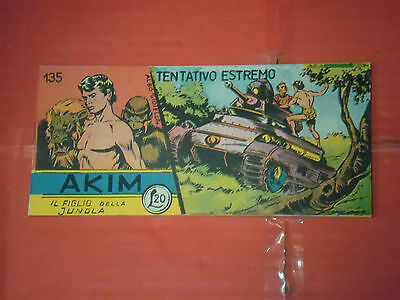 135
TENTATIVO ESTREMO
AKIM
IL FIGLIO DELLA
JUNGLA
L.20